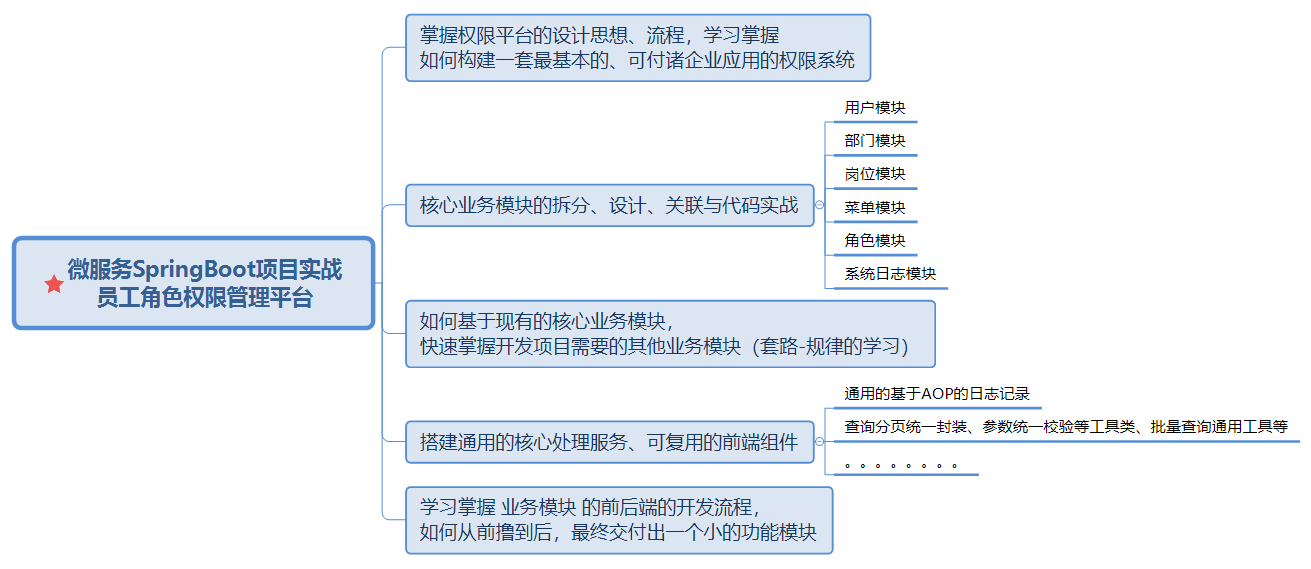 微服务SpringBoot项目实战
员工角色权限管理平台
掌握权限平台的设计思想、流程，学习掌握
如何构建一套最基本的、可付诸企业应用的权限系统
核心业务模块的拆分、设计、关联与代码实战
用户模块
部门模块
岗位模块
菜单模块
角色模块
系统日志模块
如何基于现有的核心业务模块，
快速掌握开发项目需要的其他业务模块（套路-规律的学习）
搭建通用的核心处理服务、可复用的前端组件
通用的基于AOP的日志记录
查询分页统一封装、参数统一校验等工具类、批量查询通用工具等
。。。。。。。。
学习掌握 业务模块 的前后端的开发流程，
如何从前撸到后，最终交付出一个小的功能模块